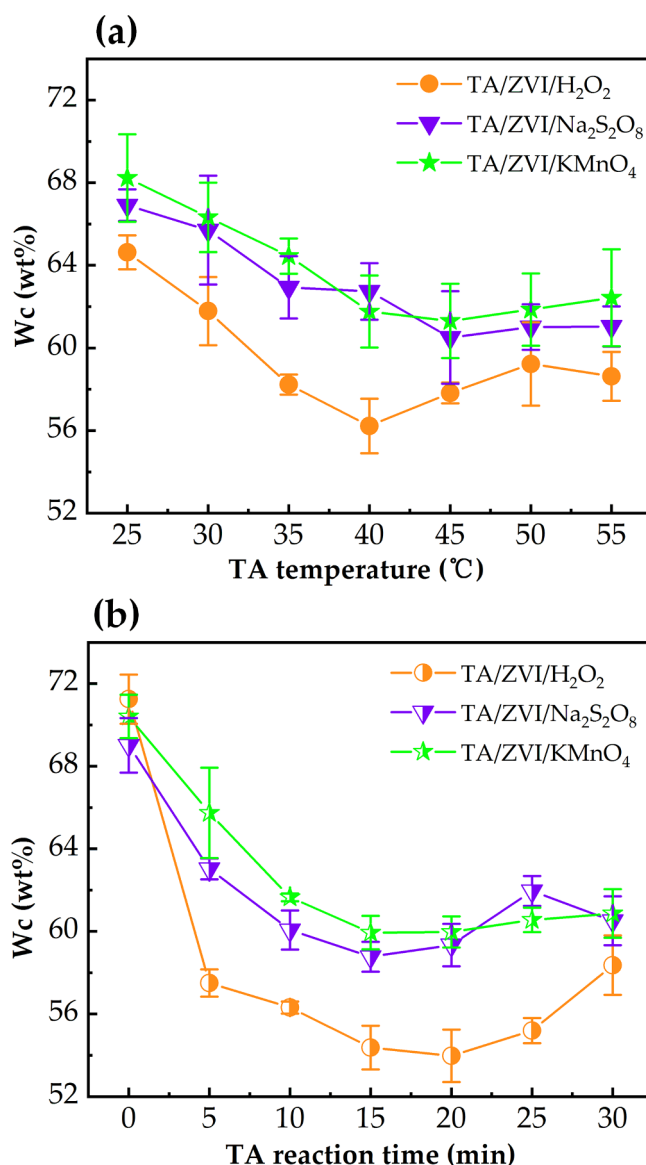 (a)
TA/ZVI/H₂O₂
TA/ZVI/Na₂S₂O₈
TA/ZVI/KMnO₄
72
68
64
60
56
52
Wc (wt%)
25 30 35 40 45 50 55
TA temperature (℃)
(b)
TA/ZVI/H₂O₂
TA/ZVI/Na₂S₂O₈
TA/ZVI/KMnO₄
72
68
64
60
56
52
Wc (wt%)
0 5 10 15 20 25 30
TA reaction time (min)